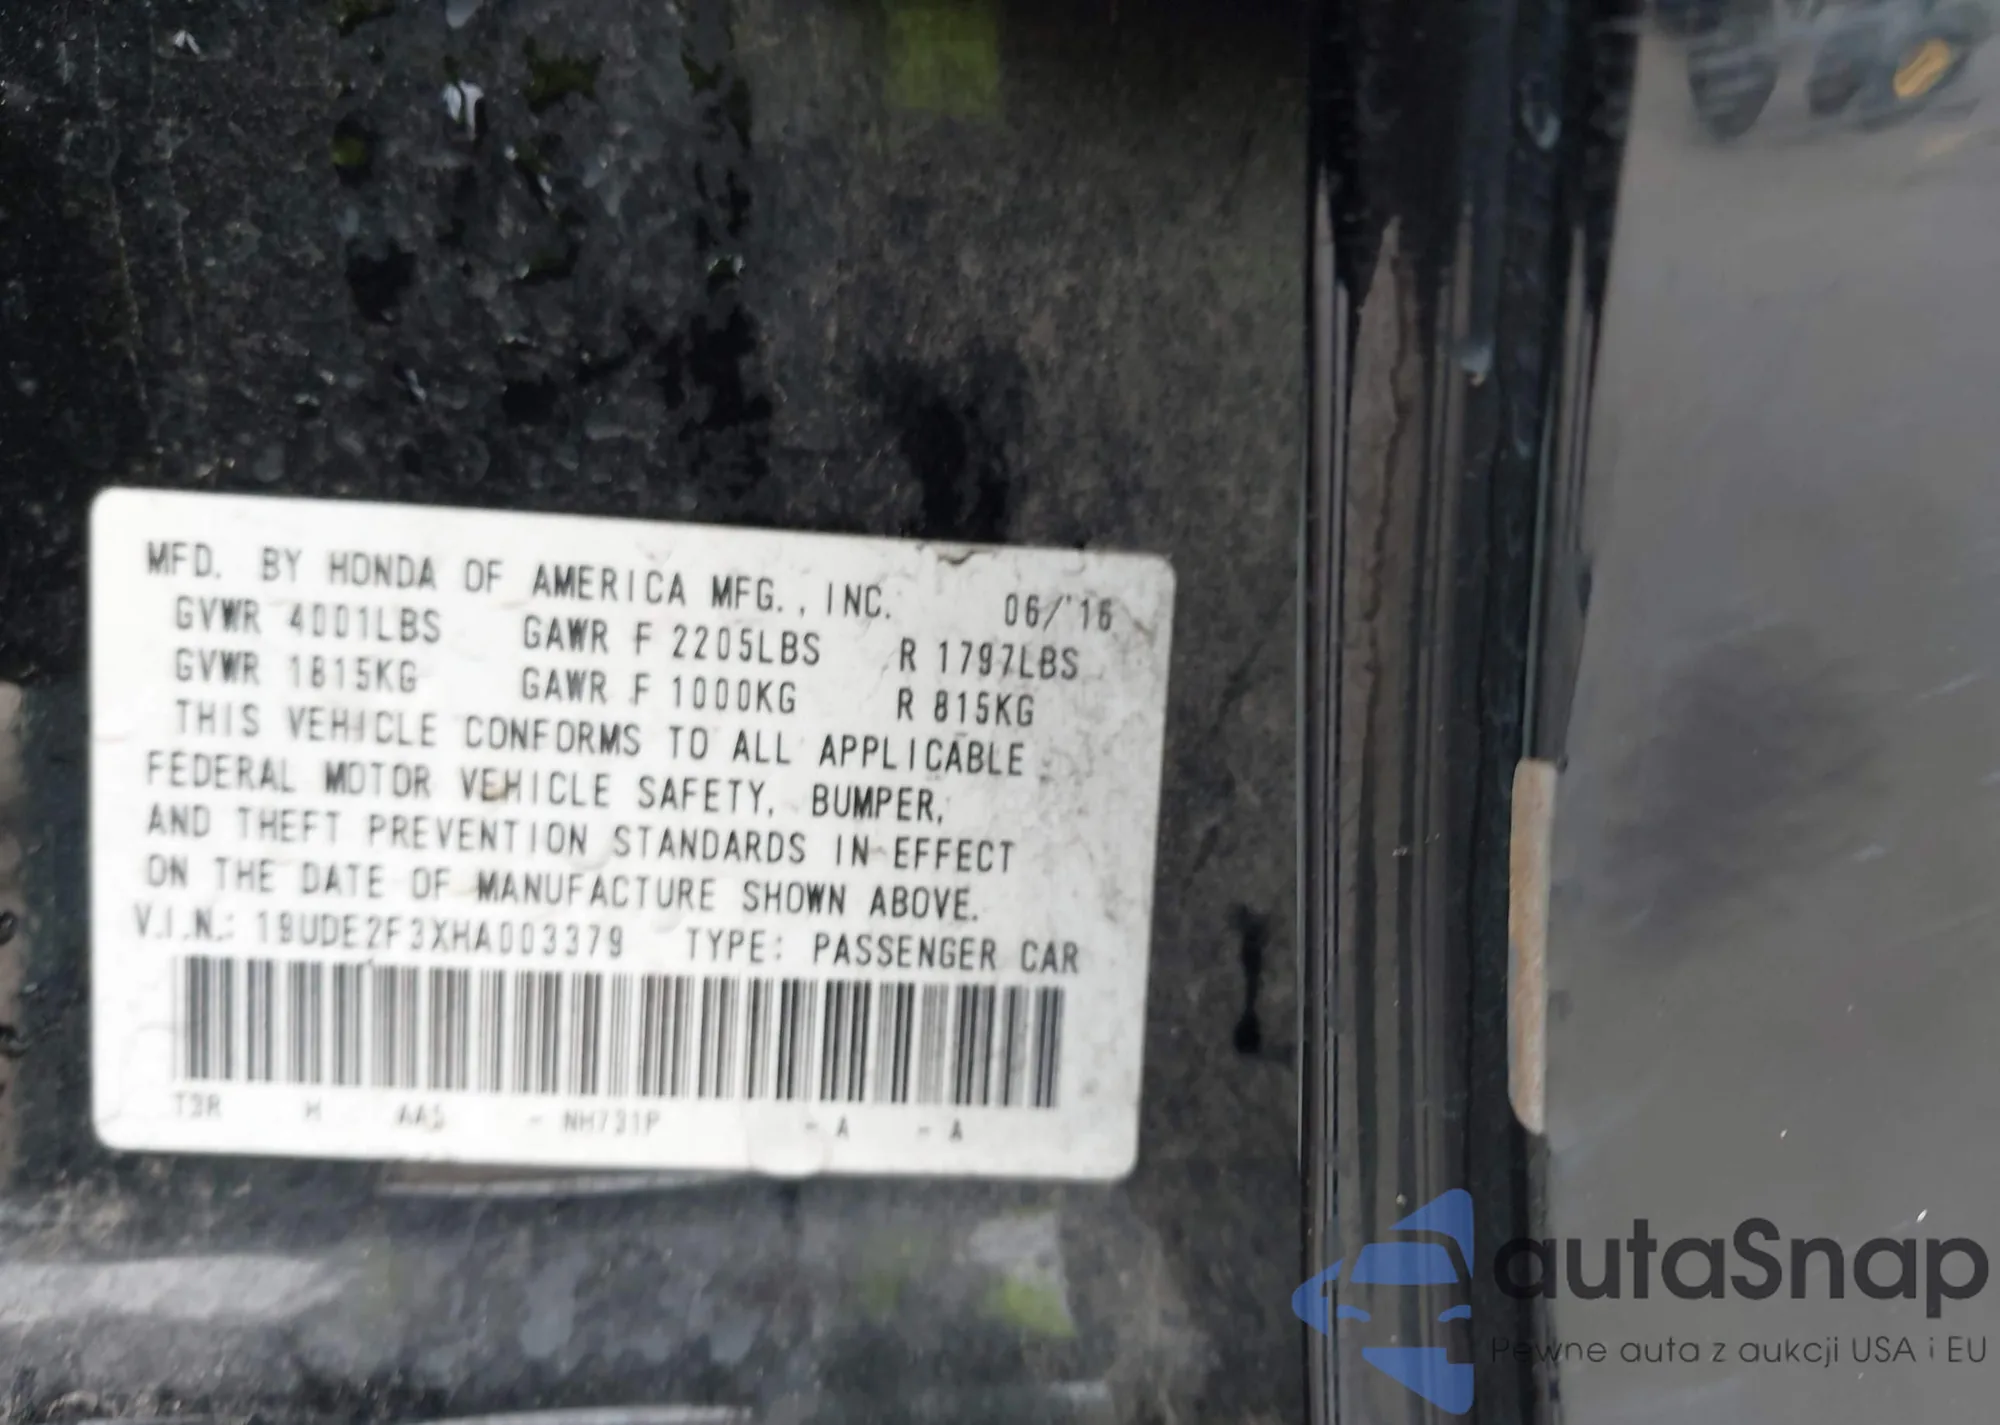 MFD. BY HONDA OF AMERICA MFG., INC. 06/'16
GVWR 4001LBS GAWR F 2205LBS R 1797LBS
GVWR 1815KG GAWR F 1000KG R 815KG
THIS VEHICLE CONFORMS TO ALL APPLICABLE
FEDERAL MOTOR VEHICLE SAFETY, BUMPER,
AND THEFT PREVENTION STANDARDS IN EFFECT
ON THE DATE OF MANUFACTURE SHOWN ABOVE.
V.I.N.: 19UDE2F3XHA003379 TYPE: PASSENGER CAR
T3R H AAS - NH731P - A - A
autaSnap
Pewne auta z aukcji USA i EU